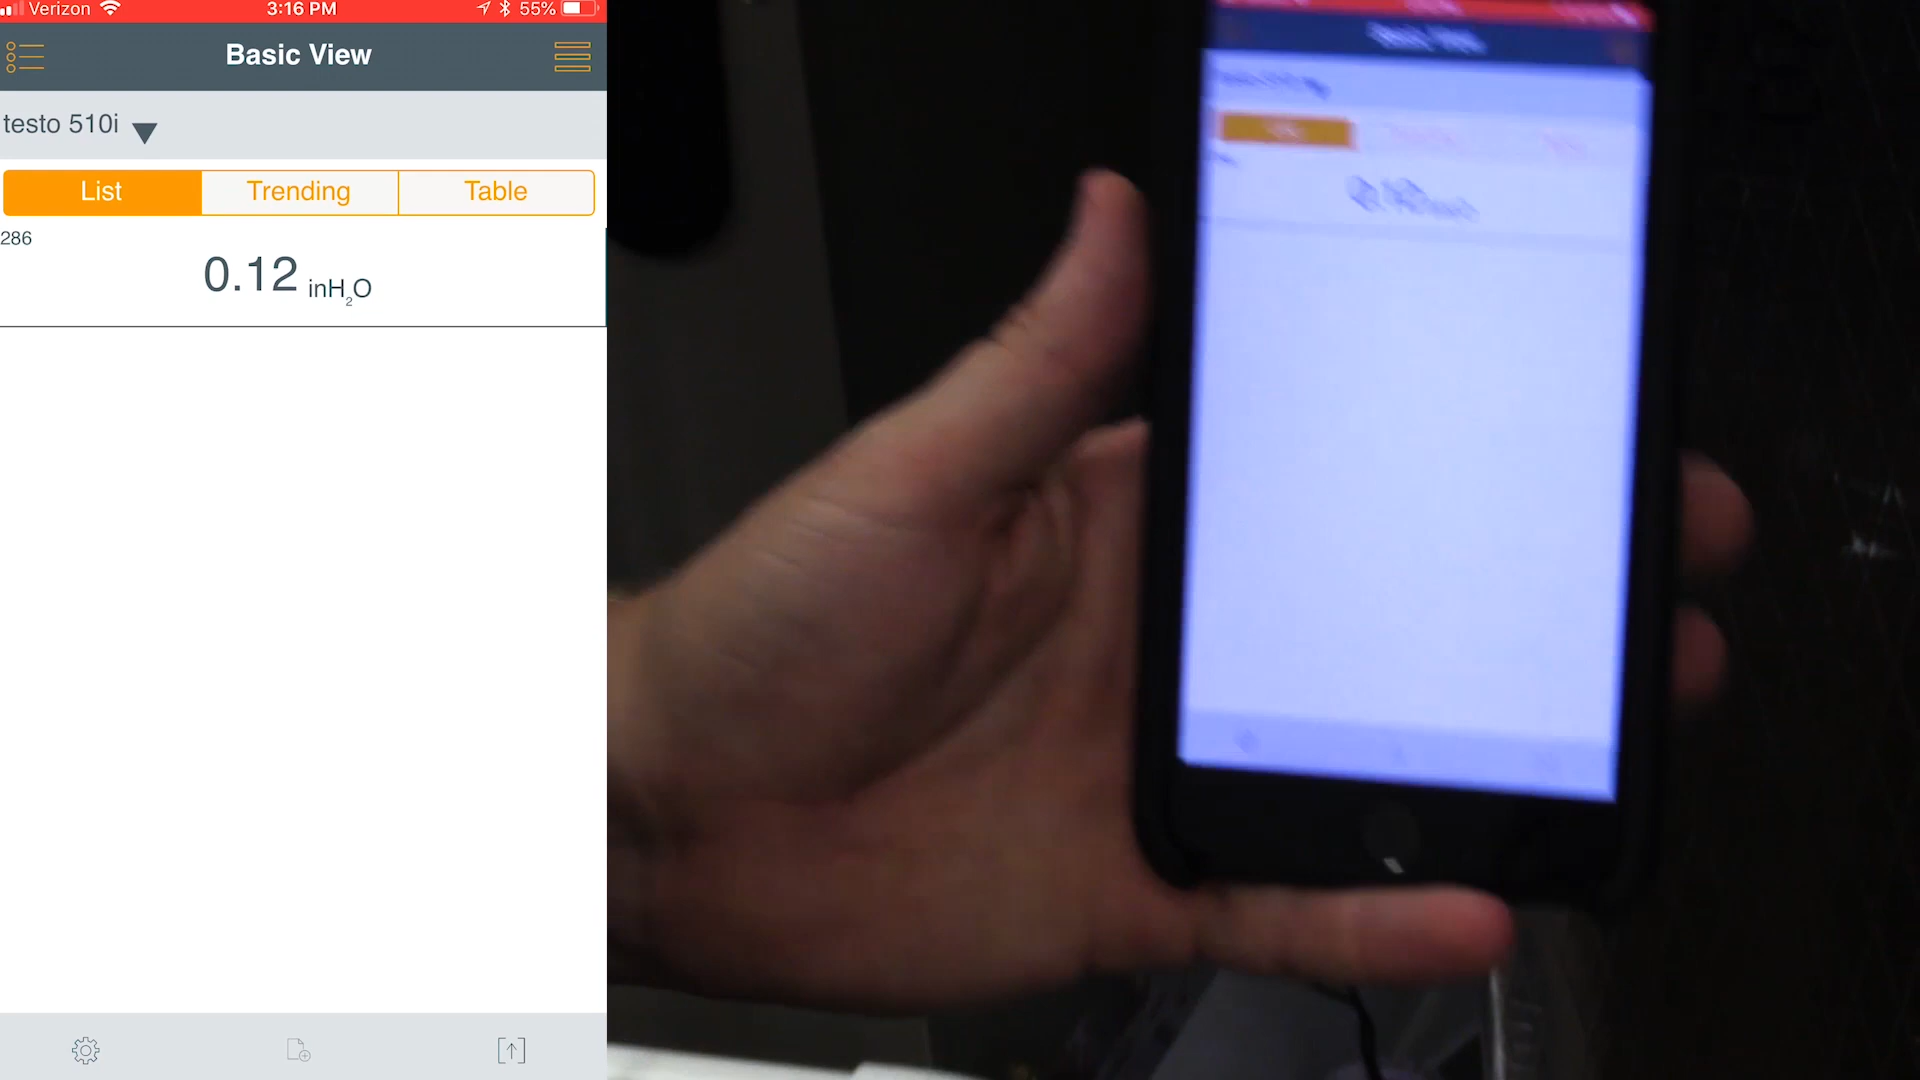 Verizon 3:16 PM 55%
Basic View
testo 510i
List Trending Table
286
0.12 inH₂O